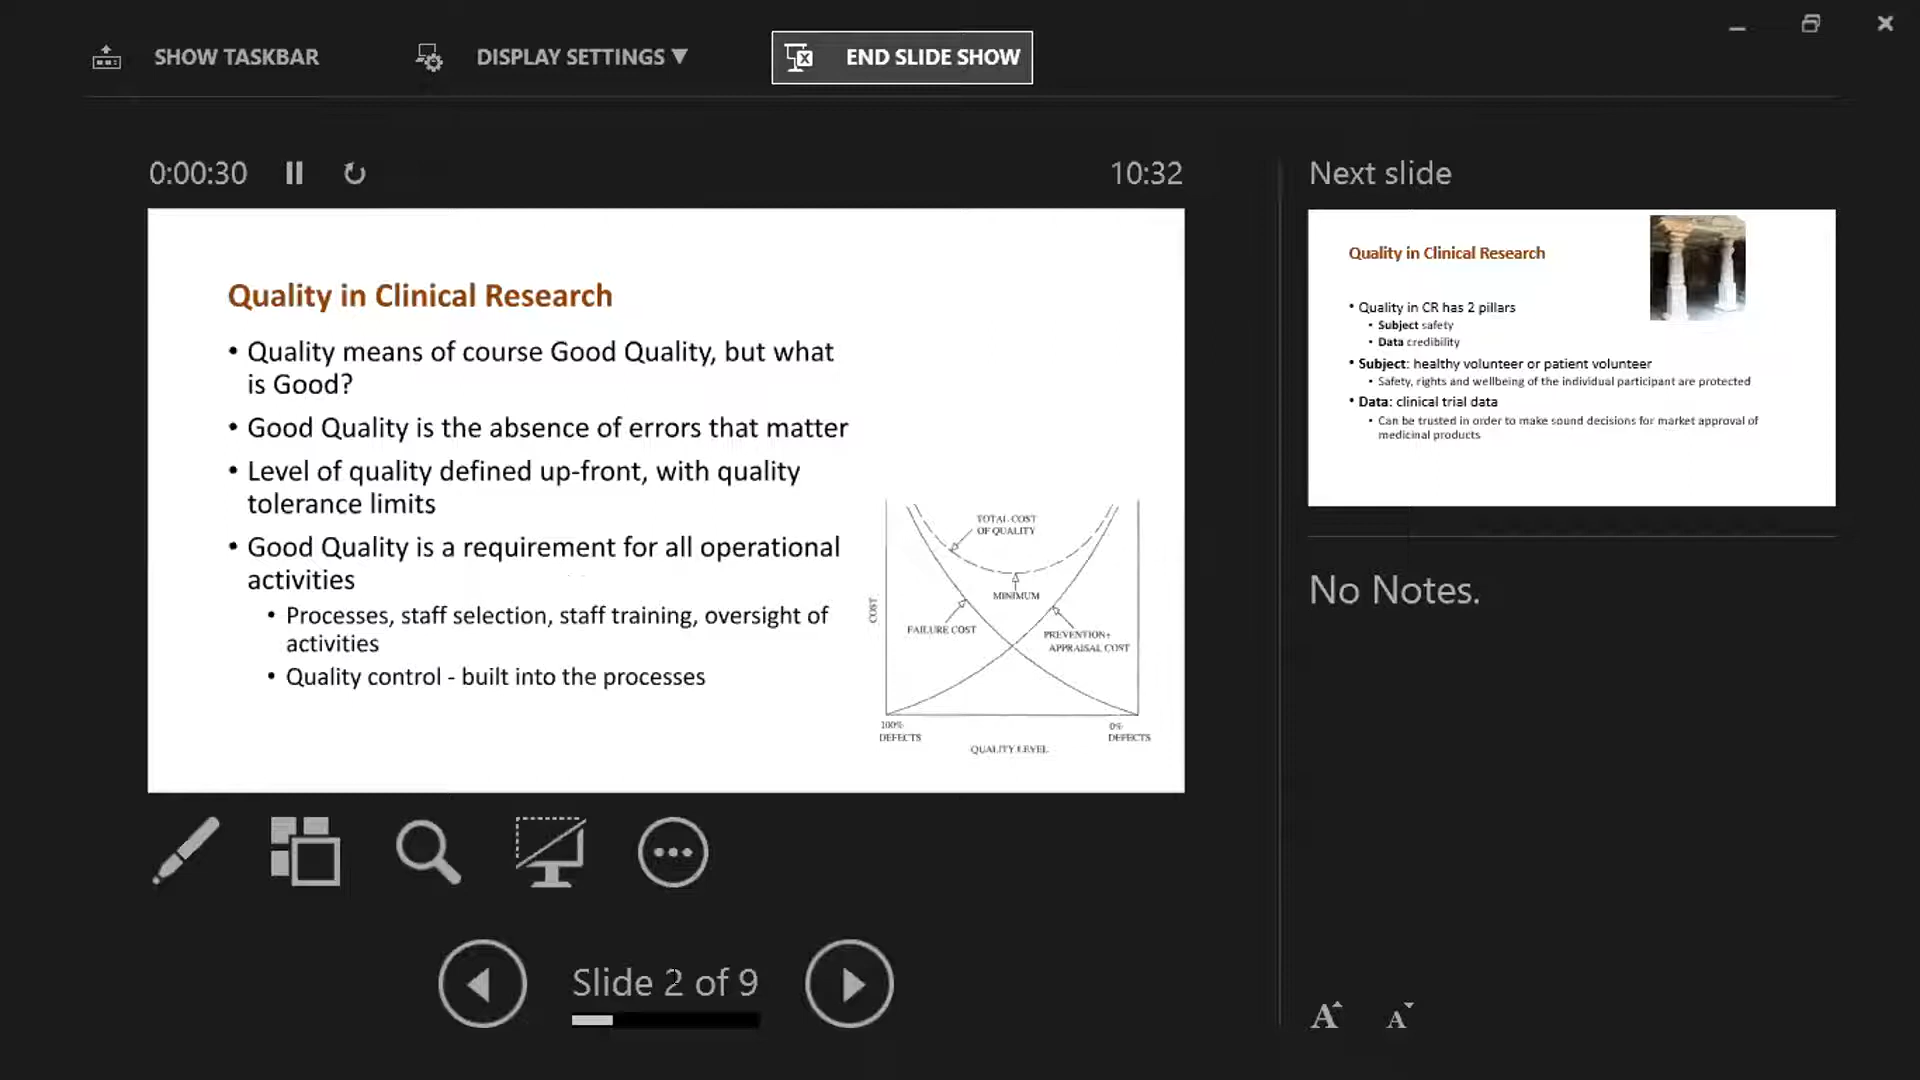 SHOW TASKBAR
DISPLAY SETTINGS ▼
END SLIDE SHOW
0:00:30
10:32
Quality in Clinical Research
• Quality means of course Good Quality, but what
is Good?
• Good Quality is the absence of errors that matter
• Level of quality defined up-front, with quality
tolerance limits
• Good Quality is a requirement for all operational
activities
• Processes, staff selection, staff training, oversight of
activities
• Quality control - built into the processes
TOTAL COST
OF QUALITY
MINIMUM
COST
FAILURE COST
PREVENTION+
APPRAISAL COST
100%
DEFECTS
0%
DEFECTS
QUALITY LEVEL
Slide 2 of 9
Next slide
Quality in Clinical Research
• Quality in CR has 2 pillars
• Subject safety
• Data credibility
• Subject: healthy volunteer or patient volunteer
• Safety, rights and wellbeing of the individual participant are protected
• Data: clinical trial data
• Can be trusted in order to make sound decisions for market approval of
medicinal products
No Notes.
A A